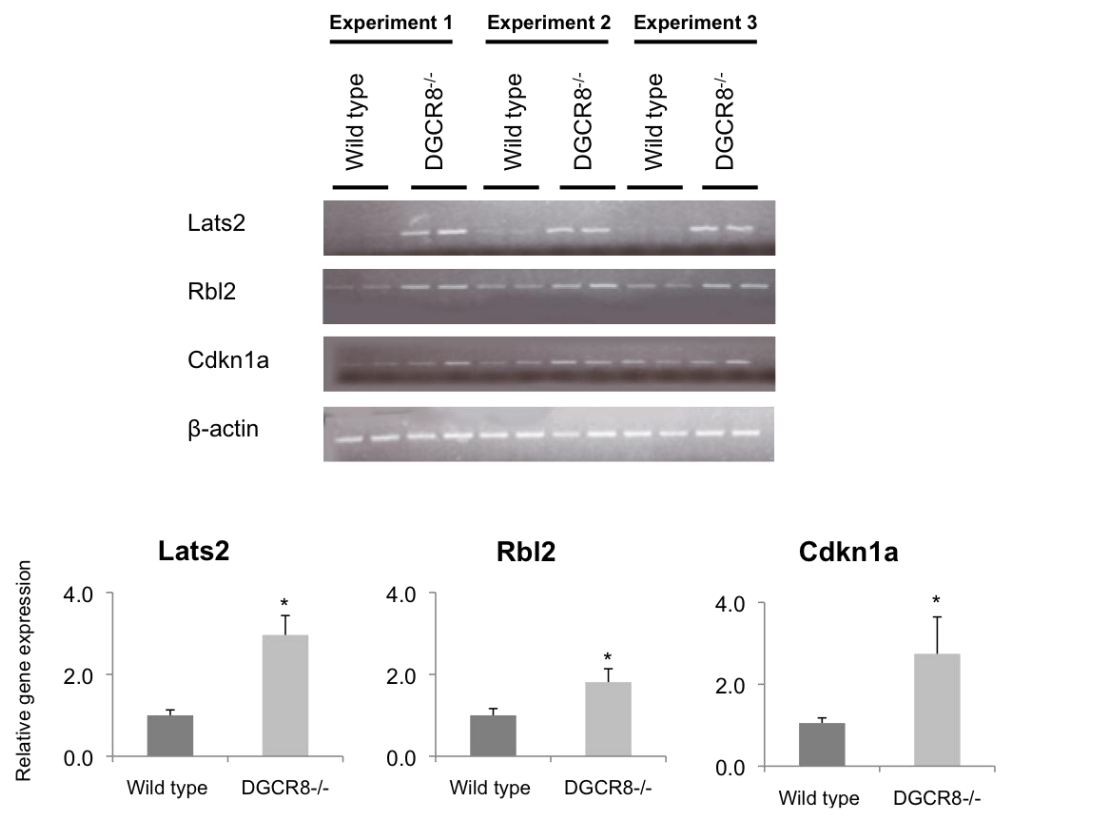 Experiment 1 Experiment 2 Experiment 3
Wild type DGCR8-/- Wild type DGCR8-/- Wild type DGCR8-/-
Lats2
Rbl2
Cdkn1a
β-actin
Lats2 Rbl2 Cdkn1a
Relative gene expression
4.0 4.0 4.0
* * *
2.0 2.0 2.0
0.0 0.0 0.0
Wild type DGCR8-/- Wild type DGCR8-/- Wild type DGCR8-/-